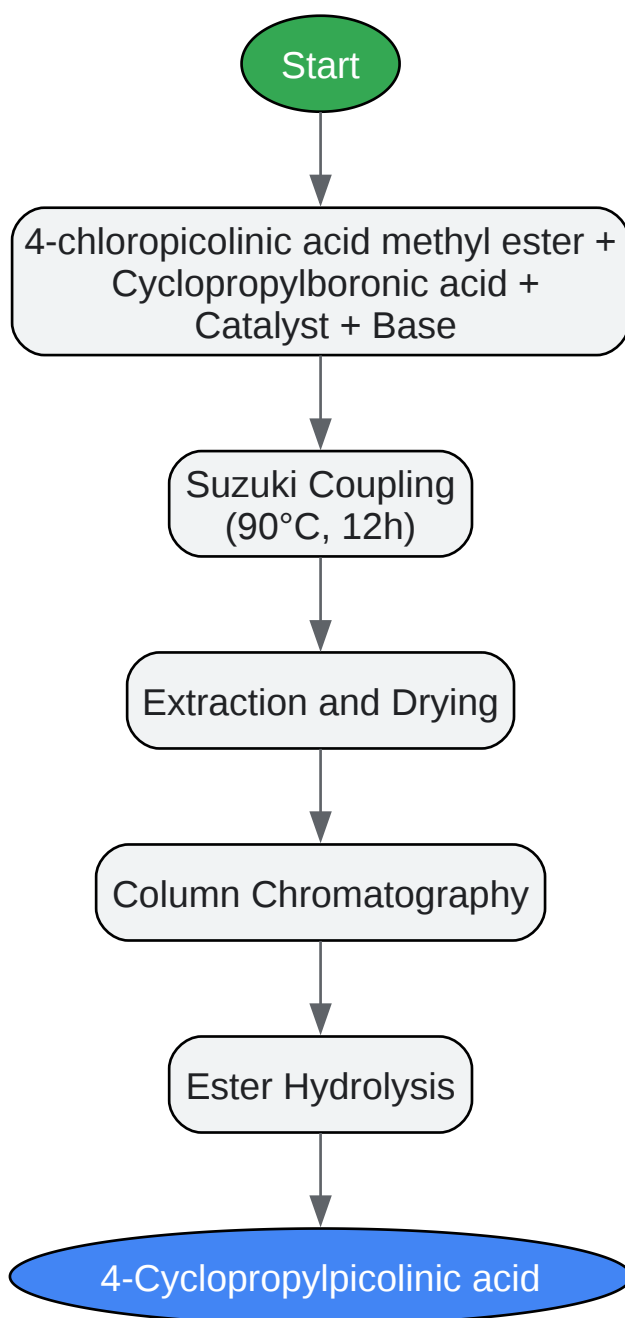 Start
4-chloropicolinic acid methyl ester +
Cyclopropylboronic acid +
Catalyst + Base
Suzuki Coupling
(90°C, 12h)
Extraction and Drying
Column Chromatography
Ester Hydrolysis
4-Cyclopropylpicolinic acid